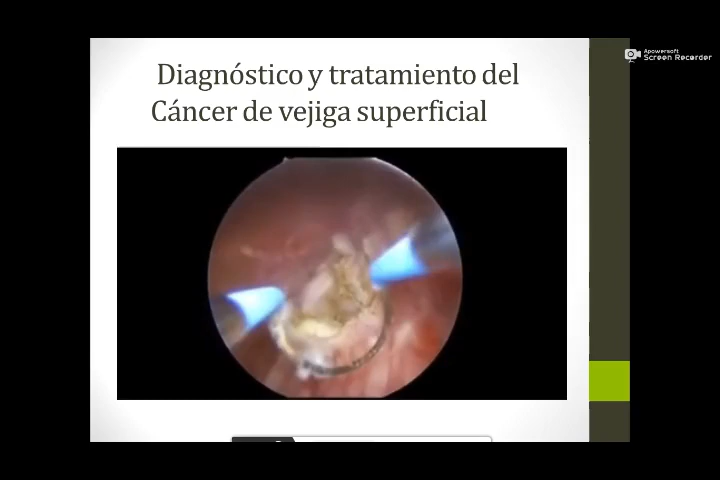 Diagnóstico y tratamiento del
Cáncer de vejiga superficial
Apowersoft
Screen Recorder